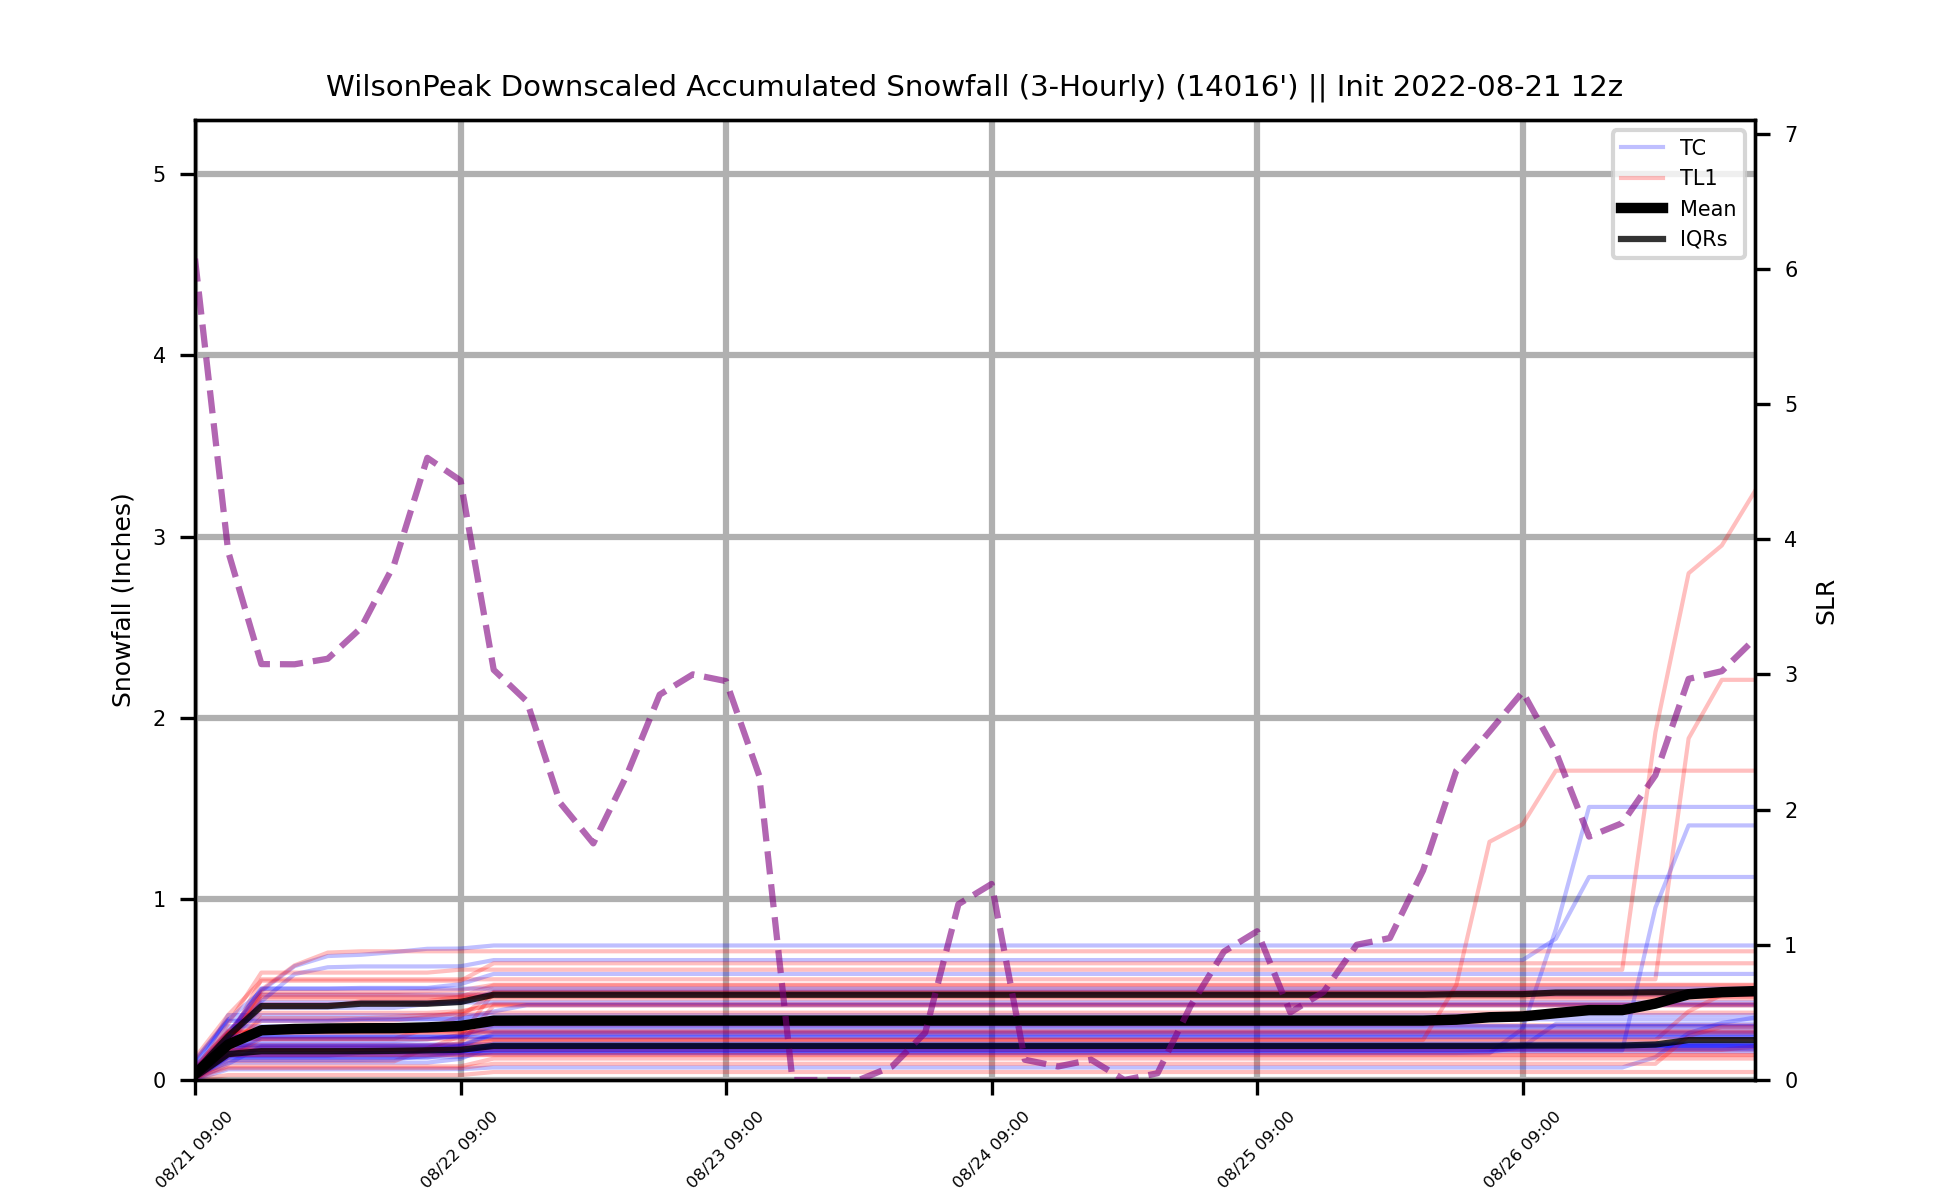 WilsonPeak Downscaled Accumulated Snowfall (3-Hourly) (14016') || Init 2022-08-21 12z
TC
TL1
Mean
IQRs
Snowfall (Inches)
5
4
3
2
1
0
7
6
5
4
3
2
1
0
SLR
08/21 09:00
08/22 09:00
08/23 09:00
08/24 09:00
08/25 09:00
08/26 09:00